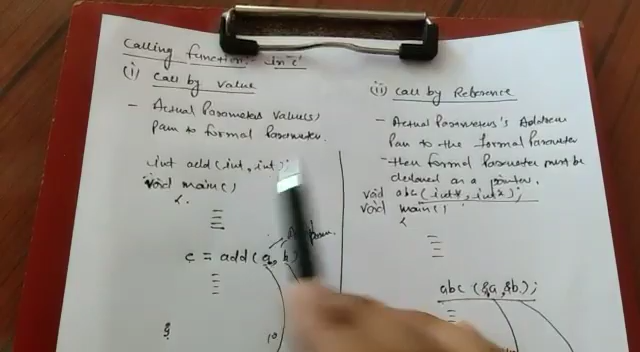 Calling function:- in 'C'
(i) Call by Value
- Actual Parameters value(s)
Pass to formal Parameter.
int add (int, int);
void main()
{
c = add (a, b)
}
10
(ii) Call by Reference
- Actual Parameters's Address
Pass to the formal Parameter
- then formal Parameter must be
declared as a pointer.
void abc (int*, int*);
void main()
{
abc (&a, &b);